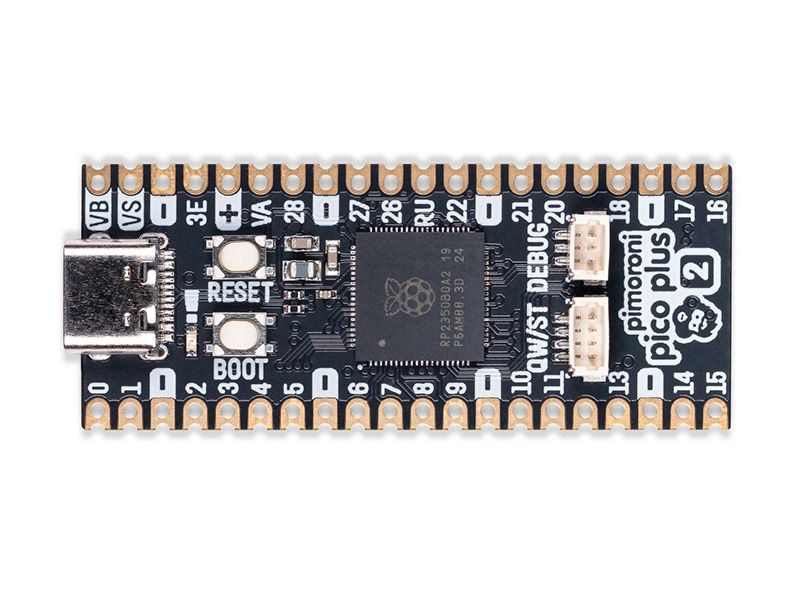 VB VS - 3E + VA 28 - 27 26 RU 22 - 21 20 18 - 17 16
RESET
BOOT
RP2350B0A2 19
P6AM88.3D 24
DEBUG
QW/ST
pimoroni
pico plus
2
0 1 - 2 3 4 5 - 6 7 8 9 - 10 11 13 - 14 15